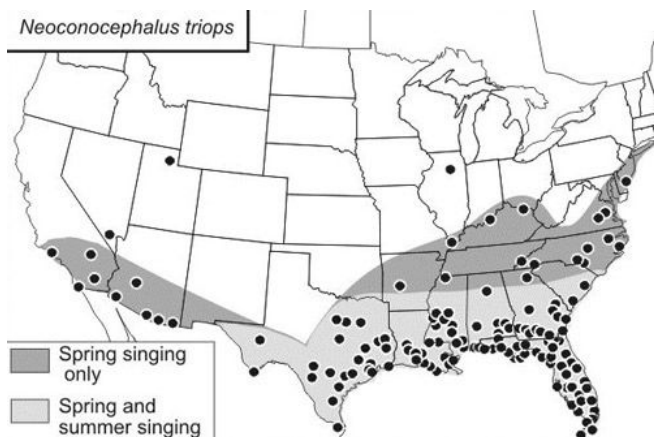 Neoconocephalus triops
Spring singing
only
Spring and
summer singing